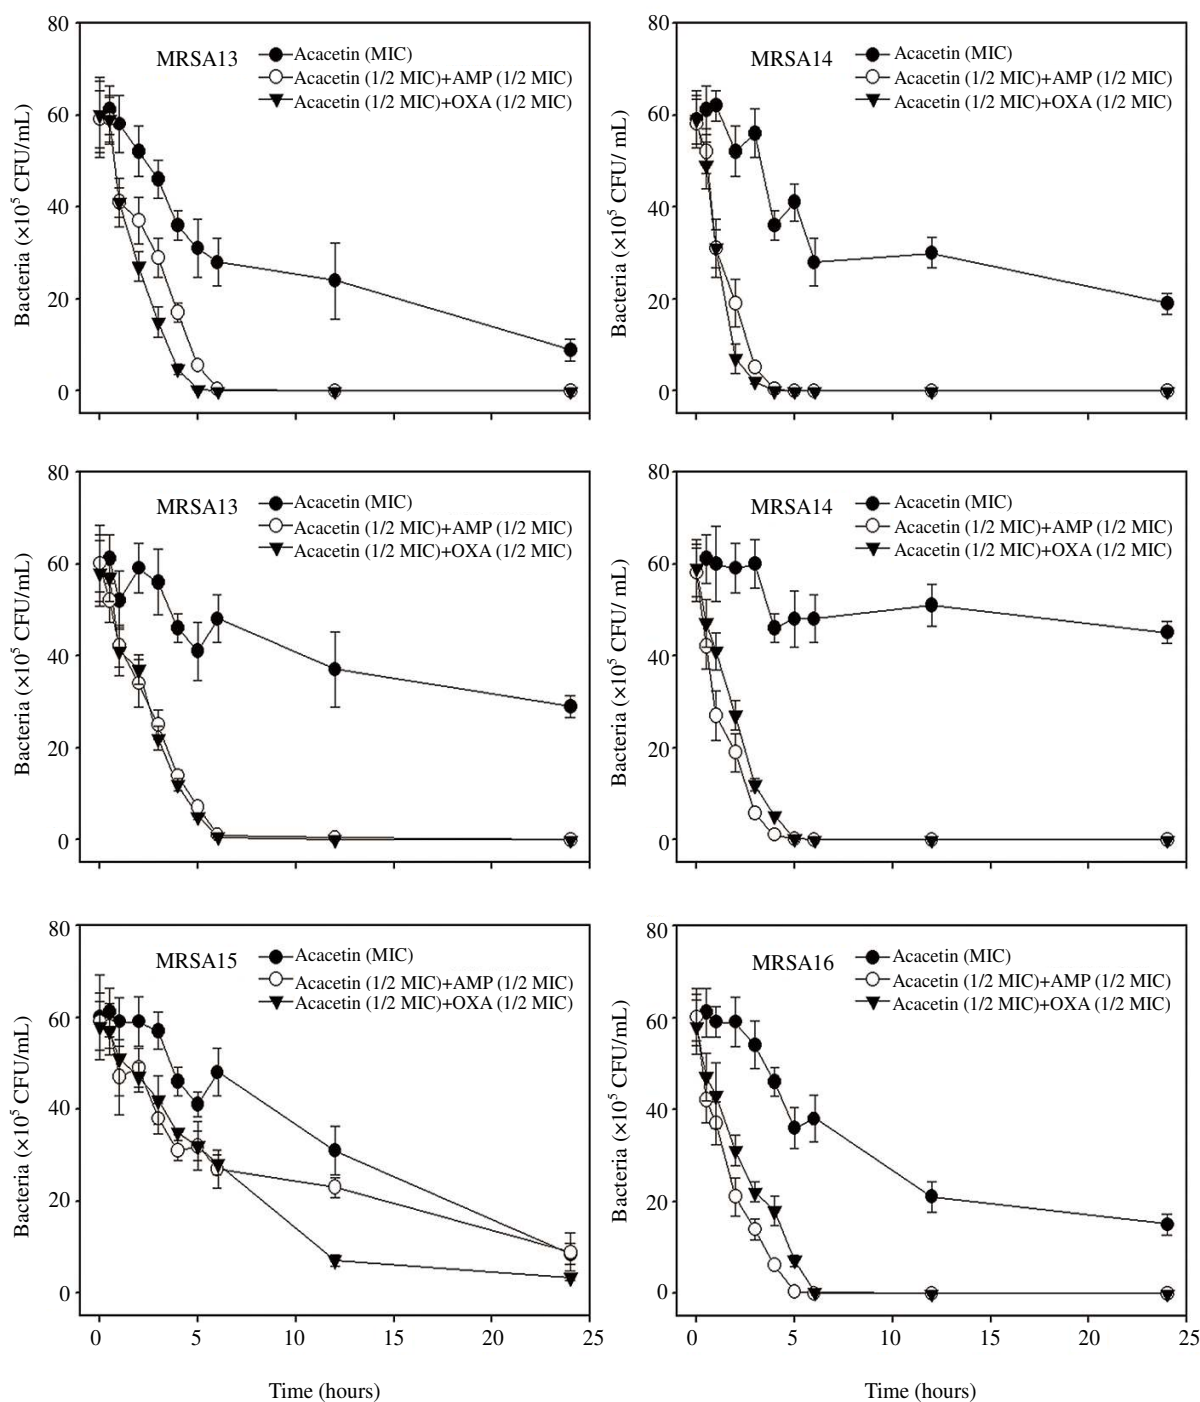 80
60
40
20
0
Bacteria (×10⁵ CFU/mL)
MRSA13
Acacetin (MIC)
Acacetin (1/2 MIC)+AMP (1/2 MIC)
Acacetin (1/2 MIC)+OXA (1/2 MIC)
80
60
40
20
0
Bacteria (×10⁵ CFU/ mL)
MRSA14
Acacetin (MIC)
Acacetin (1/2 MIC)+AMP (1/2 MIC)
Acacetin (1/2 MIC)+OXA (1/2 MIC)
80
60
40
20
0
Bacteria (×10⁵ CFU/mL)
MRSA13
Acacetin (MIC)
Acacetin (1/2 MIC)+AMP (1/2 MIC)
Acacetin (1/2 MIC)+OXA (1/2 MIC)
80
60
40
20
0
Bacteria (×10⁵ CFU/ mL)
MRSA14
Acacetin (MIC)
Acacetin (1/2 MIC)+AMP (1/2 MIC)
Acacetin (1/2 MIC)+OXA (1/2 MIC)
80
60
40
20
0
Bacteria (×10⁵ CFU/mL)
MRSA15
Acacetin (MIC)
Acacetin (1/2 MIC)+AMP (1/2 MIC)
Acacetin (1/2 MIC)+OXA (1/2 MIC)
0 5 10 15 20 25
Time (hours)
80
60
40
20
0
Bacteria (×10⁵ CFU/mL)
MRSA16
Acacetin (MIC)
Acacetin (1/2 MIC)+AMP (1/2 MIC)
Acacetin (1/2 MIC)+OXA (1/2 MIC)
0 5 10 15 20 25
Time (hours)